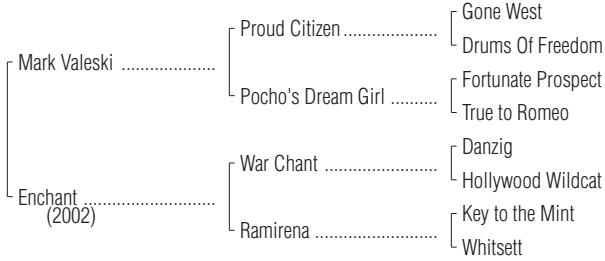 Gone West
Proud Citizen ....................
Drums Of Freedom
Mark Valeski ....................
Fortunate Prospect
Pocho's Dream Girl ..........
True to Romeo
Danzig
War Chant ........................
Hollywood Wildcat
Enchant ............................
(2002)
Key to the Mint
Ramirena ..........................
Whitsett